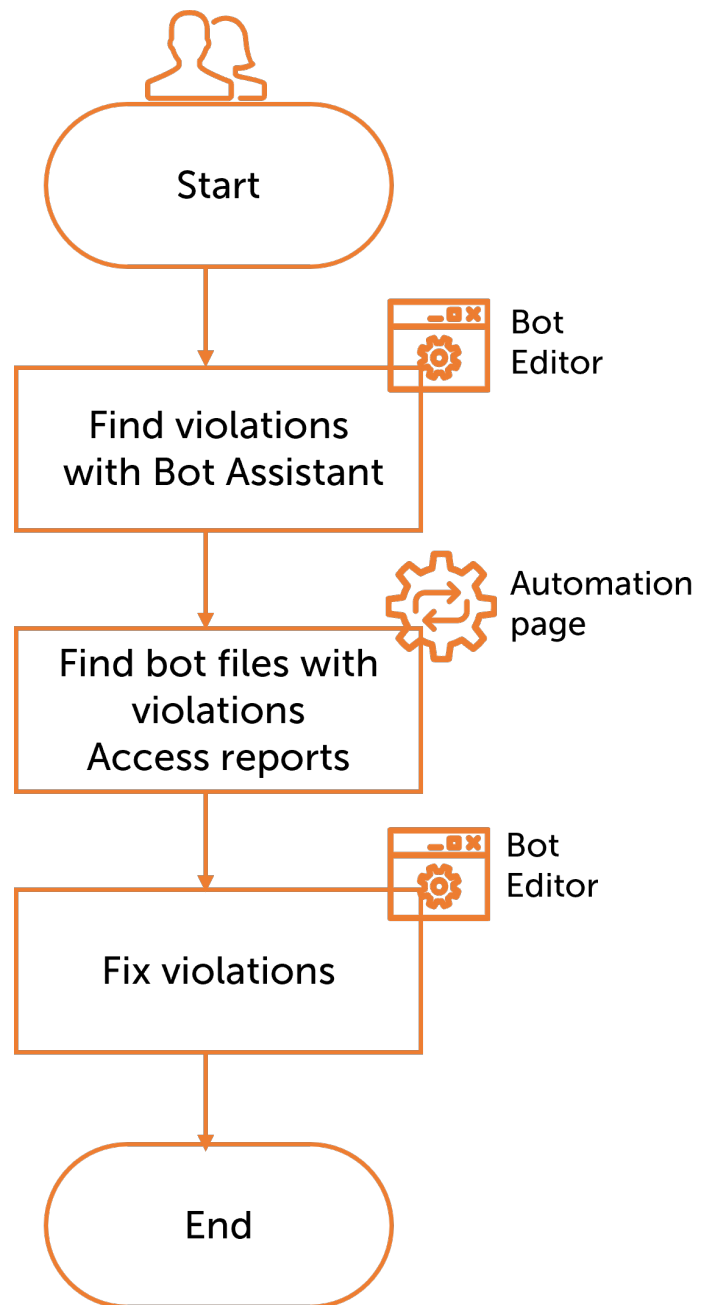 Start
Bot
Editor
Find violations
with Bot Assistant
Automation
page
Find bot files with
violations
Access reports
Bot
Editor
Fix violations
End